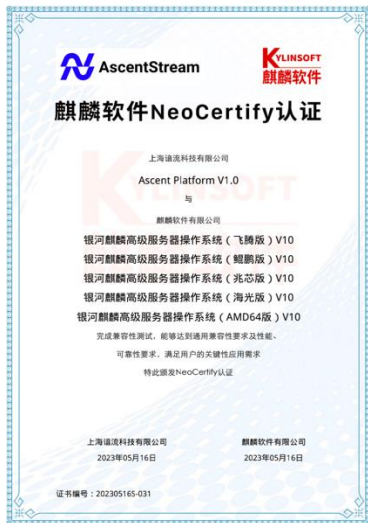 AscentStream
KYLINSOFT
麒麟软件
麒麟软件NeoCertify认证
上海谙流科技有限公司
Ascent Platform V1.0
与
麒麟软件有限公司
银河麒麟高级服务器操作系统（飞腾版）V10
银河麒麟高级服务器操作系统（鲲鹏版）V10
银河麒麟高级服务器操作系统（兆芯版）V10
银河麒麟高级服务器操作系统（海光版）V10
银河麒麟高级服务器操作系统（AMD64版）V10
完成兼容性测试，能够达到通用兼容性要求及性能、
可靠性要求，满足用户的关键性应用需求
特此颁发NeoCertify认证
上海谙流科技有限公司 麒麟软件有限公司
2023年05月16日 2023年05月16日
证书编号：20230516S-031